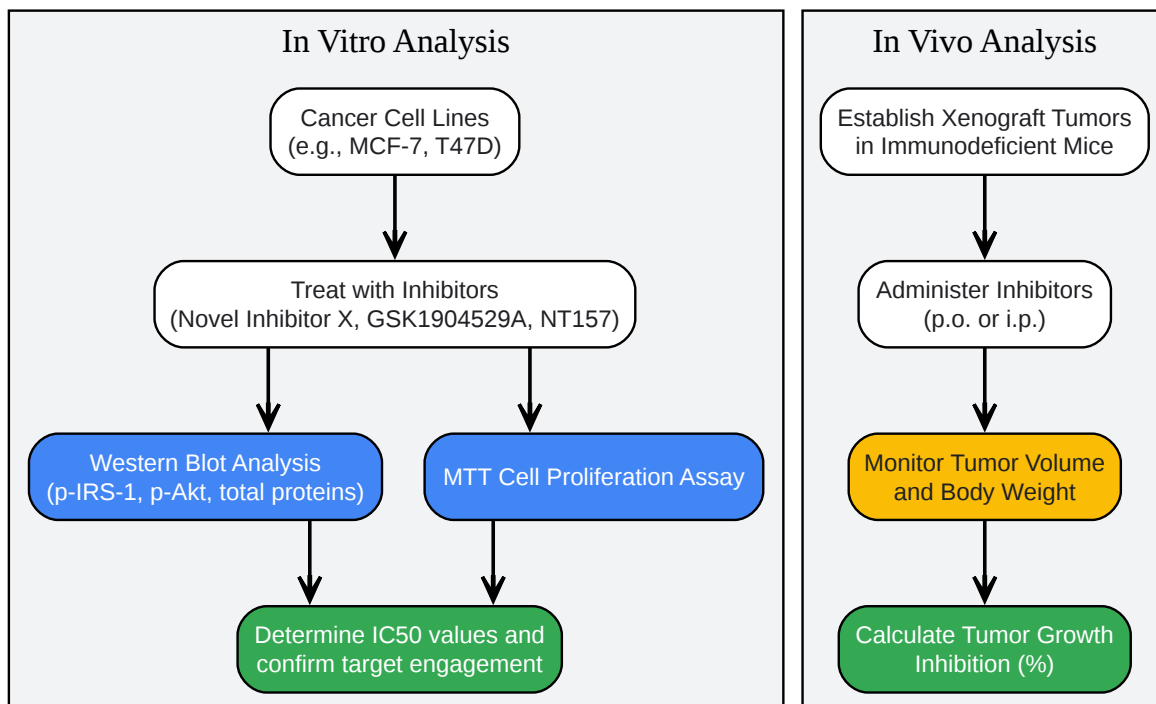 In Vitro Analysis
Cancer Cell Lines
(e.g., MCF-7, T47D)
Treat with Inhibitors
(Novel Inhibitor X, GSK1904529A, NT157)
Western Blot Analysis
(p-IRS-1, p-Akt, total proteins)
MTT Cell Proliferation Assay
Determine IC50 values and
confirm target engagement
In Vivo Analysis
Establish Xenograft Tumors
in Immunodeficient Mice
Administer Inhibitors
(p.o. or i.p.)
Monitor Tumor Volume
and Body Weight
Calculate Tumor Growth
Inhibition (%)